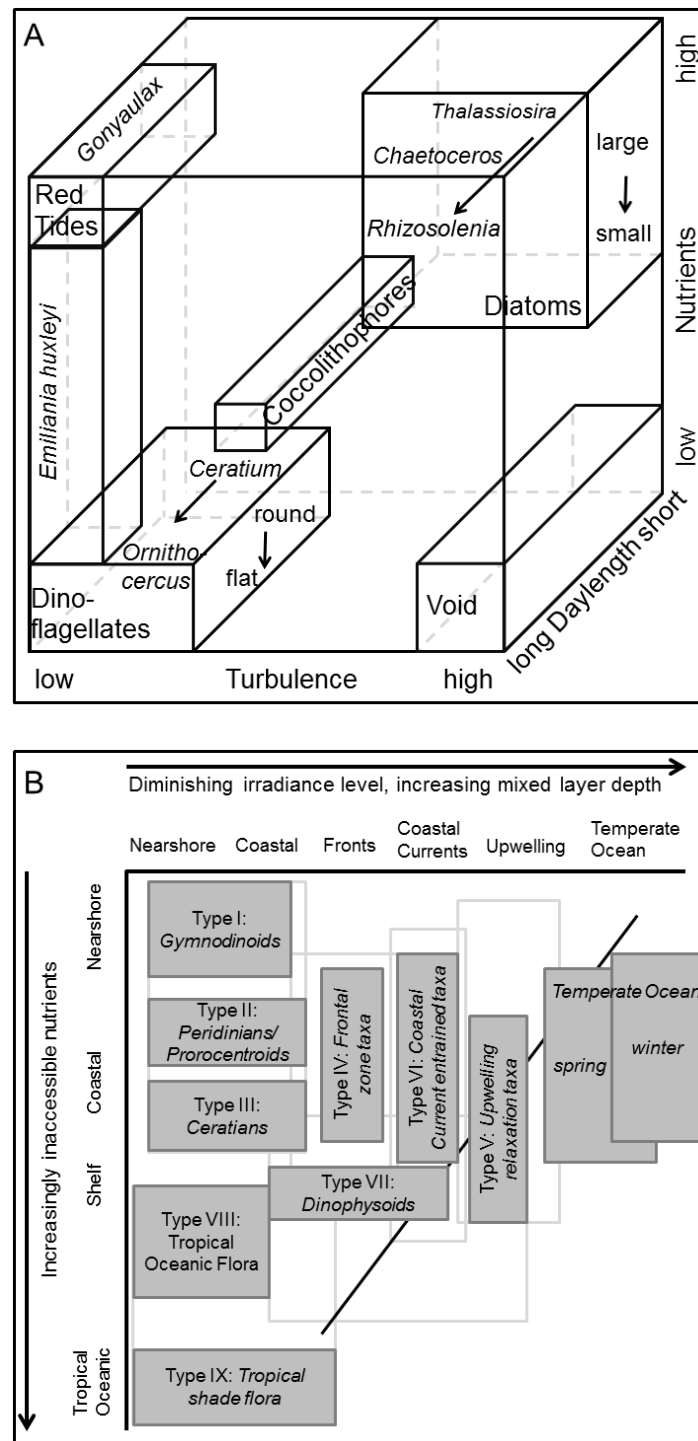 A
Gonyaulax
Red
Tides
Emiliania huxleyi
Thalassiosira
Chaetoceros
Rhizosolenia
large
small
Diatoms
Coccolithophores
Ceratium
Ornitho-
cercus
round
flat
Dino-
flagellates
Void
low
Turbulence
high
long Daylength short
high
Nutrients
low
B
Diminishing irradiance level, increasing mixed layer depth
Nearshore
Coastal
Fronts
Coastal
Currents
Upwelling
Temperate
Ocean
Increasingly inaccessible nutrients
Nearshore
Coastal
Shelf
Tropical
Oceanic
Type I:
Gymnodinoids
Type II:
Peridinians/
Prorocentroids
Type III:
Ceratians
Type IV: Frontal
zone taxa
Type VI: Coastal
Current entrained taxa
Type V: Upwelling
relaxation taxa
Temperate Ocean
spring
winter
Type VII:
Dinophysoids
Type VIII:
Tropical
Oceanic Flora
Type IX: Tropical
shade flora